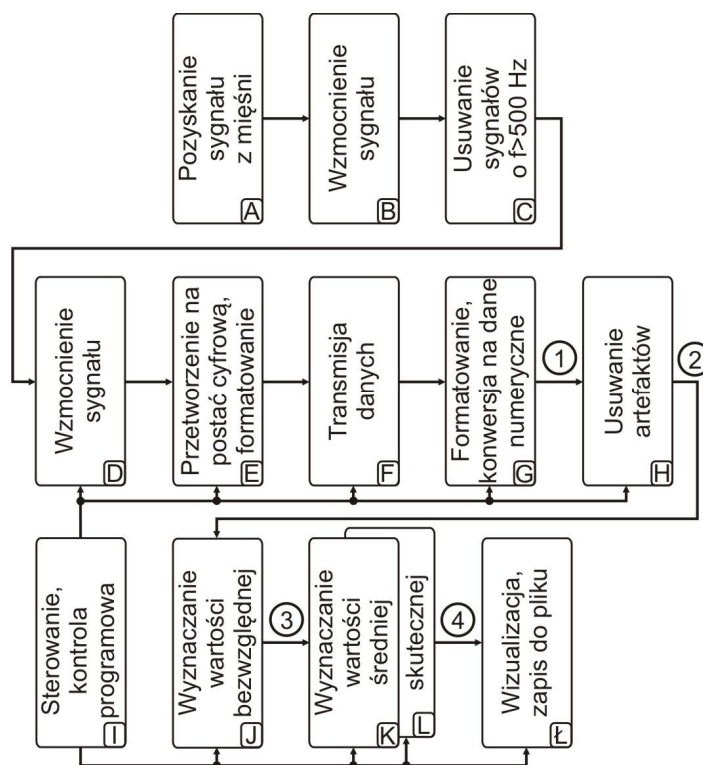 Pozyskanie
sygnału
z mięśni
A
Wzmocnienie
sygnału
B
Usuwanie
sygnałów
o f>500 Hz
C
Wzmocnienie
sygnału
D
Przetworzenie na
postać cyfrową,
formatowanie
E
Transmisja
danych
F
Formatowanie,
konwersja na dane
numeryczne
G
1
Usuwanie
artefaktów
H
2
Sterowanie,
kontrola
programowa
I
Wyznaczanie
wartości
bezwzględnej
J
3
Wyznaczanie
wartości
średniej
K
skutecznej
L
4
Wizualizacja,
zapis do pliku
Ł